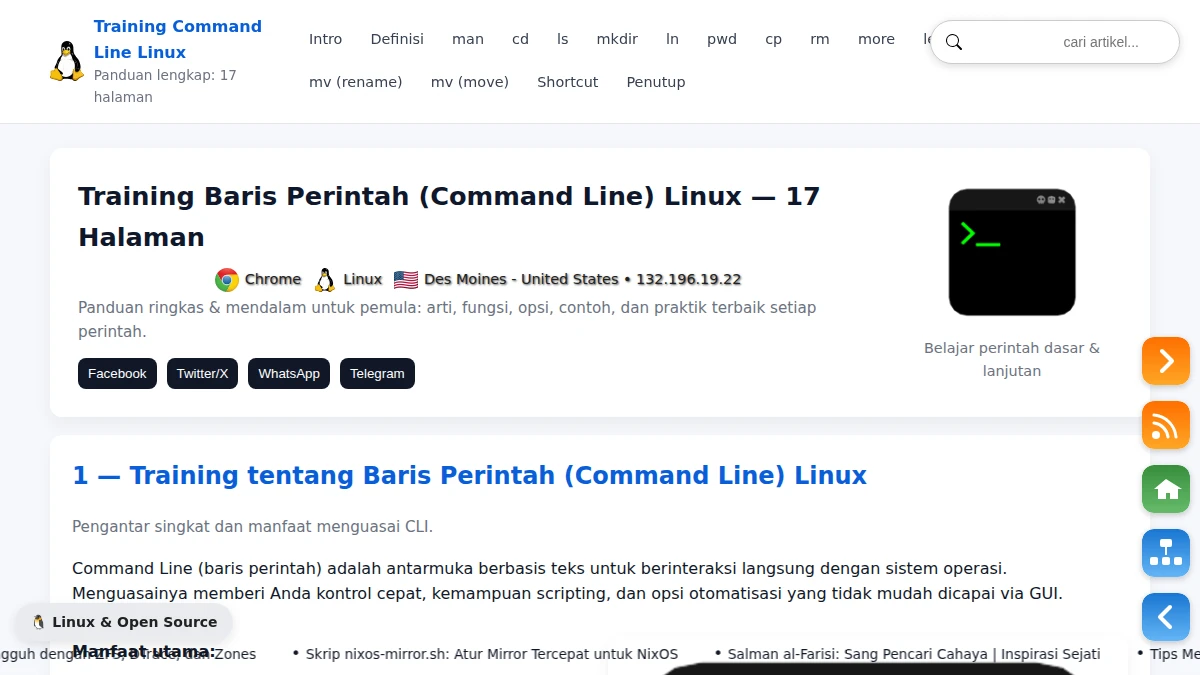 Training Command
Line Linux
Panduan lengkap: 17
halaman
Intro Definisi man cd ls mkdir ln pwd cp rm more
mv (rename) mv (move) Shortcut Penutup
cari artikel...
Training Baris Perintah (Command Line) Linux — 17
Halaman
Chrome Linux Des Moines - United States • 132.196.19.22
Panduan ringkas & mendalam untuk pemula: arti, fungsi, opsi, contoh, dan praktik terbaik setiap
perintah.
Facebook Twitter/X WhatsApp Telegram
Belajar perintah dasar &
lanjutan
1 — Training tentang Baris Perintah (Command Line) Linux
Pengantar singkat dan manfaat menguasai CLI.
Command Line (baris perintah) adalah antarmuka berbasis teks untuk berinteraksi langsung dengan sistem operasi.
Menguasainya memberi Anda kontrol cepat, kemampuan scripting, dan opsi otomatisasi yang tidak mudah dicapai via GUI.
Linux & Open Source
Manfaat utama:
dengan ZFS, DTrace, dan Zones • Skrip nixos-mirror.sh: Atur Mirror Tercepat untuk NixOS • Salman al-Farisi: Sang Pencari Cahaya | Inspirasi Sejati • Tips